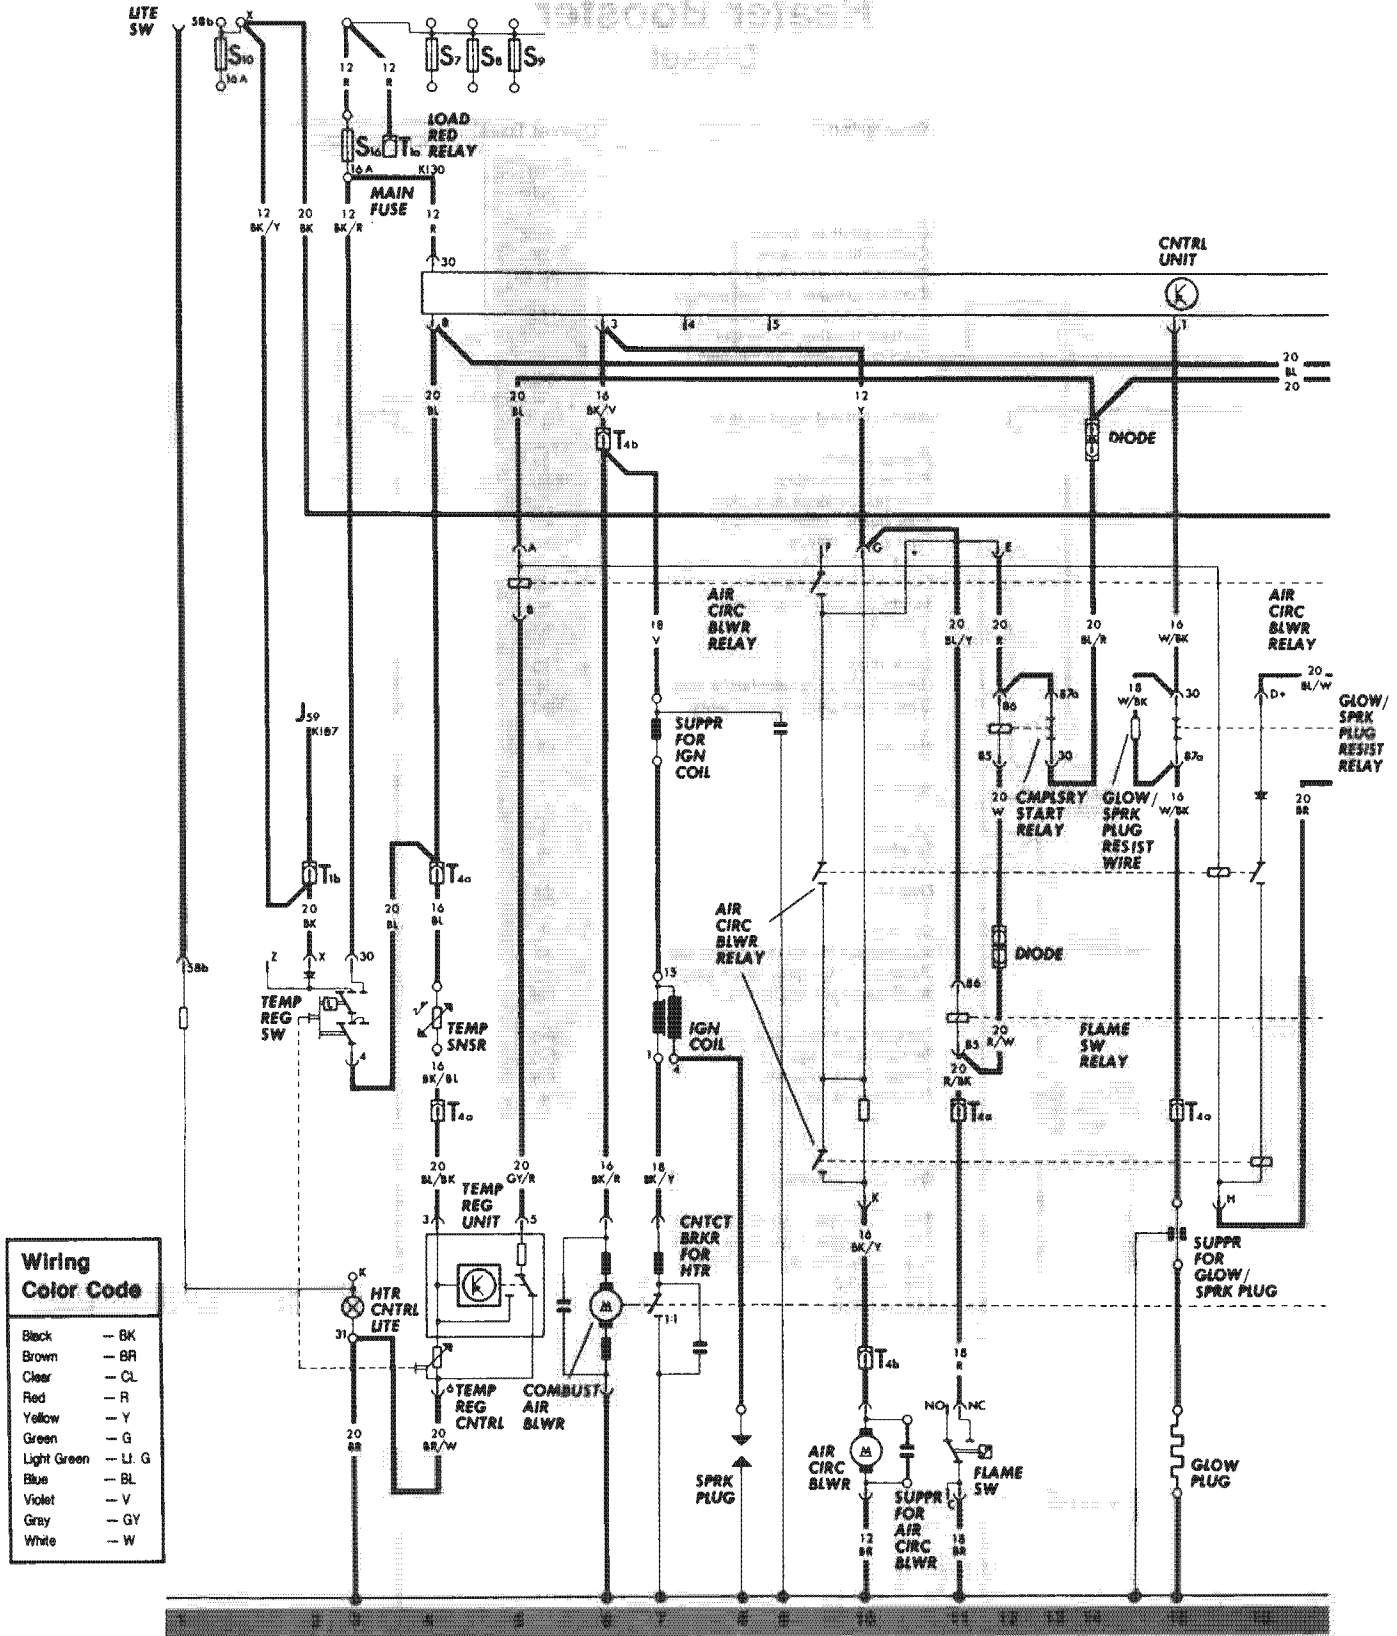 LITE
SW
58b
X
S10
16A
12
R
12
R
S7
S8
S9
LOAD
RED
RELAY
S16
T1a
16A
K130
MAIN
FUSE
12
BK/Y
20
BK
12
BK/R
12
R
30
CNTRL
UNIT
8
3
4
5
1
20
BL
20
20
BL
20
BL
16
BK/V
12
Y
T4b
DIODE
A
F
G
E
B
AIR
CIRC
BLWR
RELAY
18
V
20
BL/Y
20
R
20
BL/R
16
W/BK
AIR
CIRC
BLWR
RELAY
20
BL/W
J59
K187
SUPPR
FOR
IGN
COIL
86
87a
85
30
18
W/BK
30
87a
D+
GLOW/
SPRK
PLUG
RESIST
RELAY
20
W
CMPLSRY
START
RELAY
GLOW/
SPRK
PLUG
RESIST
WIRE
16
W/BK
20
BR
T1b
T4a
20
BK
20
BL
16
BL
AIR
CIRC
BLWR
RELAY
DIODE
58b
Z
X
30
TEMP
REG
SW
4
TEMP
SNSR
15
IGN
COIL
1
4
86
85
20
R/W
FLAME
SW
RELAY
16
BK/BL
20
R/BK
T4a
T4a
T4a
20
BL/BK
20
GY/R
16
BK/R
18
BK/Y
TEMP
REG
UNIT
3
5
CNTCT
BRKR
FOR
HTR
K
16
BK/Y
H
SUPPR
FOR
GLOW/
SPRK PLUG
Wiring
Color Code
Black — BK
Brown — BR
Clear — CL
Red — R
Yellow — Y
Green — G
Light Green — Lt. G
Blue — BL
Violet — V
Gray — GY
White — W
K
HTR
CNTRL
LITE
31
M
1:1
6
TEMP
REG
CNTRL
COMBUST
AIR
BLWR
T4b
18
R
20
BR
20
BR/W
NO
NC
SPRK
PLUG
AIR
CIRC
BLWR
M
SUPPR
FOR
AIR
CIRC
BLWR
C
FLAME
SW
GLOW
PLUG
12
BR
18
BR
1 2 3 4 5 6 7 8 9 10 11 12 13 14 15 16